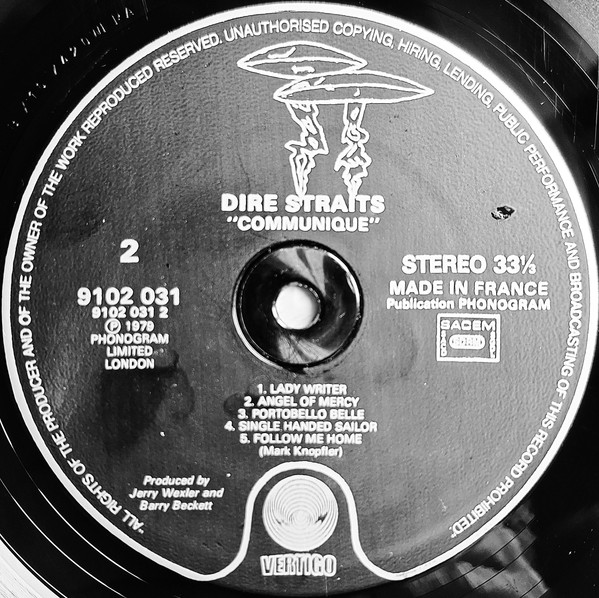 "ALL RIGHTS OF THE PRODUCER AND OF THE OWNER OF THE WORK REPRODUCED RESERVED. UNAUTHORISED COPYING, HIRING, LENDING, PUBLIC PERFORMANCE AND BROADCASTING OF THIS RECORD PROHIBITED."
DIRE STRAITS
"COMMUNIQUE"
2
9102 031
9102 031 2
℗ 1979
PHONOGRAM
LIMITED
LONDON
STEREO 33⅓
MADE IN FRANCE
Publication PHONOGRAM
SACEM
1. LADY WRITER
2. ANGEL OF MERCY
3. PORTOBELLO BELLE
4. SINGLE HANDED SAILOR
5. FOLLOW ME HOME
(Mark Knopfler)
Produced by
Jerry Wexler and
Barry Beckett
VERTIGO